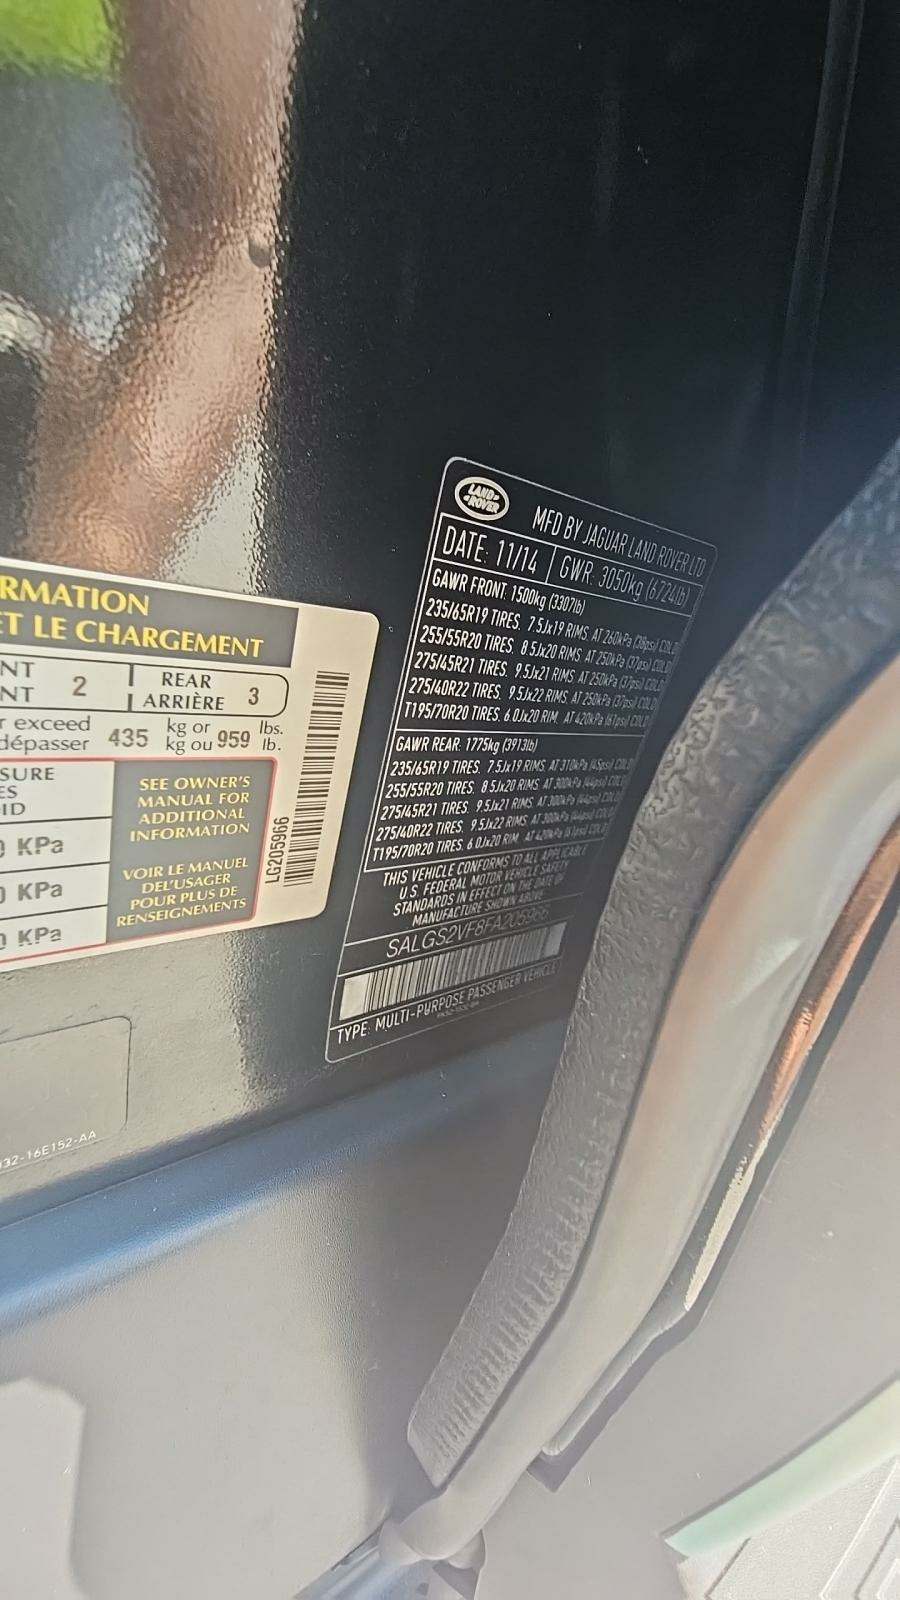 RMATION
ET LE CHARGEMENT
NT
NT 2
REAR
ARRIÈRE 3
r exceed
dépasser 435 kg or
kg ou 959 lbs.
lb.
SURE
ES
ID
0 KPa
0 KPa
0 KPa
SEE OWNER'S
MANUAL FOR
ADDITIONAL
INFORMATION
VOIR LE MANUEL
DEL'USAGER
POUR PLUS DE
RENSEIGNEMENTS
LG205966
LAND
ROVER
MFD BY JAGUAR LAND ROVER LTD
DATE: 11/14 GWR: 3050kg (6724lb)
GAWR FRONT: 1500kg (3307lb)
235/65R19 TIRES. 7.5Jx19 RIMS AT 260kPa (38psi) COLD
255/55R20 TIRES. 8.5Jx20 RIMS AT 250kPa (37psi) COLD
275/45R21 TIRES. 9.5Jx21 RIMS AT 250kPa (37psi) COLD
275/40R22 TIRES. 9.5Jx22 RIMS AT 250kPa (37psi) COLD
T195/70R20 TIRES. 6.0Jx20 RIM. AT 420kPa (61psi) COLD
GAWR REAR: 1775kg (3913lb)
235/65R19 TIRES. 7.5Jx19 RIMS AT 310kPa (45psi) COLD
255/55R20 TIRES. 8.5Jx20 RIMS AT 300kPa (44psi) COLD
275/45R21 TIRES. 9.5Jx21 RIMS AT 300kPa (44psi) COLD
275/40R22 TIRES. 9.5Jx22 RIMS AT 300kPa (44psi) COLD
T195/70R20 TIRES. 6.0Jx20 RIM. AT 420kPa (61psi) COLD
THIS VEHICLE CONFORMS TO ALL APPLICABLE
U.S. FEDERAL MOTOR VEHICLE SAFETY
STANDARDS IN EFFECT ON THE DATE OF
MANUFACTURE SHOWN ABOVE
SALGS2VF8FA205966
TYPE: MULTI-PURPOSE PASSENGER VEHICLE
32-16E152-AA